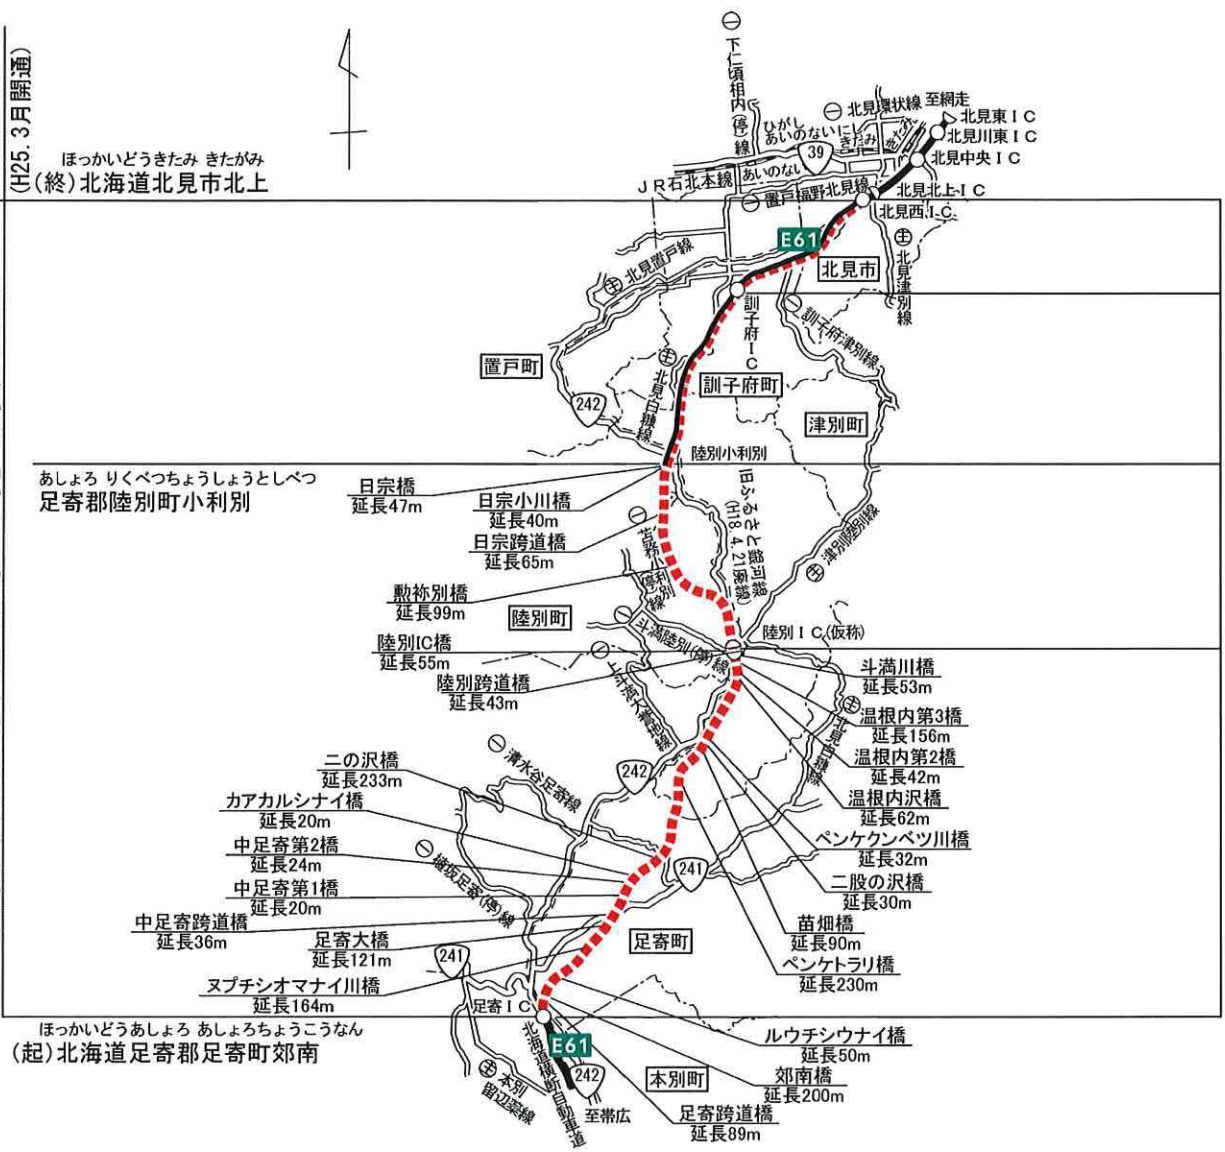 (H25.3月開通)
ほっかいどうきたみ きたがみ
(終)北海道北見市北上
下仁頃相内(停)線
北見環状線
至網走
北見東IC
北見川東IC
北見中央IC
ひがし
あいのない
にし
きたみ
きたみ
39
JR石北本線
あいのない
置戸福野北見線
北見北上IC
北見西IC
E61
北見市
主
北見津別線
主
北見置戸線
訓子府IC
訓子府津別線
置戸町
主
北見白糠線
訓子府町
242
津別町
陸別小利別
あしょろ りくべつちょうしょうとしべつ
足寄郡陸別町小利別
日宗橋
延長47m
日宗小川橋
延長40m
日宗跨道橋
延長65m
苫務小利別(停)線
旧ふるさと銀河線
(H18.4.21廃線)
主
津別陸別線
勲祢別橋
延長99m
陸別町
斗満陸別(停)線
陸別IC(仮称)
陸別IC橋
延長55m
陸別跨道橋
延長43m
上斗満大誉地線
斗満川橋
延長53m
主
北見白糠線
温根内第3橋
延長156m
温根内第2橋
延長42m
温根内沢橋
延長62m
ペンケクンベツ川橋
延長32m
二股の沢橋
延長30m
苗畑橋
延長90m
ペンケトラリ橋
延長230m
清水谷足寄線
242
二の沢橋
延長233m
カアカルシナイ橋
延長20m
中足寄第2橋
延長24m
中足寄第1橋
延長20m
中足寄跨道橋
延長36m
足寄大橋
延長121m
ヌプチシオマナイ川橋
延長164m
植坂足寄(停)線
241
241
足寄町
足寄IC
ほっかいどうあしょろ あしょろちょうこうなん
(起)北海道足寄郡足寄町郊南
E61
北海道横断自動車道
242
至帯広
主
本別
留辺蘂線
本別町
ルウチシウナイ橋
延長50m
郊南橋
延長200m
足寄跨道橋
延長89m